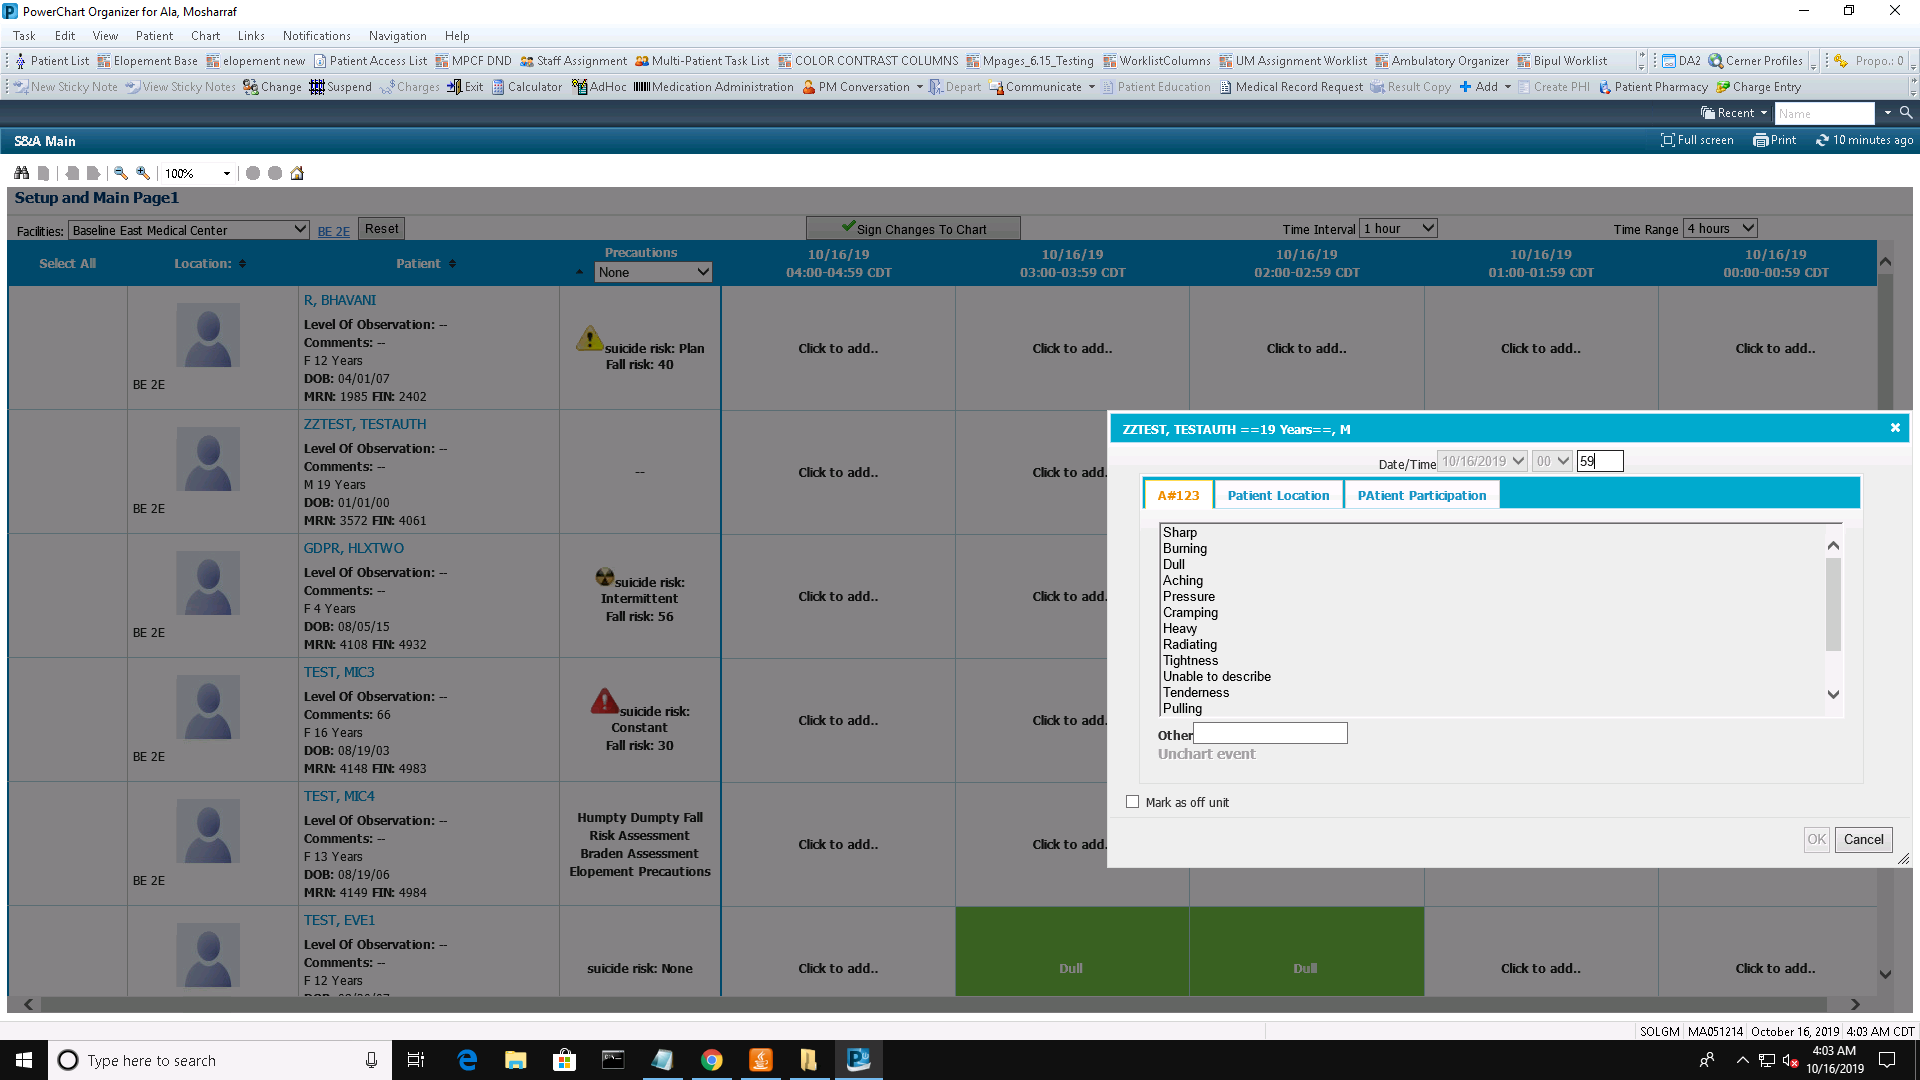 PowerChart Organizer for Ala, Mosharraf
Task Edit View Patient Chart Links Notifications Navigation Help
Patient List Elopement Base elopement new Patient Access List MPCF DND Staff Assignment Multi-Patient Task List COLOR CONTRAST COLUMNS Mpages_6.15_Testing WorklistColumns UM Assignment Worklist Ambulatory Organizer Bipul Worklist DA2 Cerner Profiles Propo.: 0
New Sticky Note View Sticky Notes Change Suspend Charges Exit Calculator AdHoc Medication Administration PM Conversation Depart Communicate Patient Education Medical Record Request Result Copy Add Create PHI Patient Pharmacy Charge Entry
Recent Name
S&A Main Full screen Print 10 minutes ago
100%
Setup and Main Page1
Facilities: Baseline East Medical Center BE 2E Reset Sign Changes To Chart Time Interval 1 hour Time Range 4 hours
Select All Location: Patient Precautions None
10/16/19 04:00-04:59 CDT
10/16/19 03:00-03:59 CDT
10/16/19 02:00-02:59 CDT
10/16/19 01:00-01:59 CDT
10/16/19 00:00-00:59 CDT
BE 2E
R, BHAVANI
Level Of Observation: --
Comments: --
F 12 Years
DOB: 04/01/07
MRN: 1985 FIN: 2402
suicide risk: Plan
Fall risk: 40
Click to add.. Click to add.. Click to add.. Click to add.. Click to add..
BE 2E
ZZTEST, TESTAUTH
Level Of Observation: --
Comments: --
M 19 Years
DOB: 01/01/00
MRN: 3572 FIN: 4061
--
Click to add.. Click to add.
BE 2E
GDPR, HLXTWO
Level Of Observation: --
Comments: --
F 4 Years
DOB: 08/05/15
MRN: 4108 FIN: 4932
suicide risk:
Intermittent
Fall risk: 56
Click to add.. Click to add.
BE 2E
TEST, MIC3
Level Of Observation: --
Comments: 66
F 16 Years
DOB: 08/19/03
MRN: 4148 FIN: 4983
suicide risk:
Constant
Fall risk: 30
Click to add.. Click to add.
BE 2E
TEST, MIC4
Level Of Observation: --
Comments: --
F 13 Years
DOB: 08/19/06
MRN: 4149 FIN: 4984
Humpty Dumpty Fall
Risk Assessment
Braden Assessment
Elopement Precautions
Click to add.. Click to add.
TEST, EVE1
Level Of Observation: --
Comments: --
F 12 Years
suicide risk: None
Click to add.. Dull Dull Click to add.. Click to add..
ZZTEST, TESTAUTH ==19 Years==, M
Date/Time 10/16/2019 00 59
A#123 Patient Location PAtient Participation
Sharp
Burning
Dull
Aching
Pressure
Cramping
Heavy
Radiating
Tightness
Unable to describe
Tenderness
Pulling
Other
Unchart event
Mark as off unit
OK Cancel
SOLGM MA051214 October 16, 2019 4:03 AM CDT
Type here to search
4:03 AM
10/16/2019